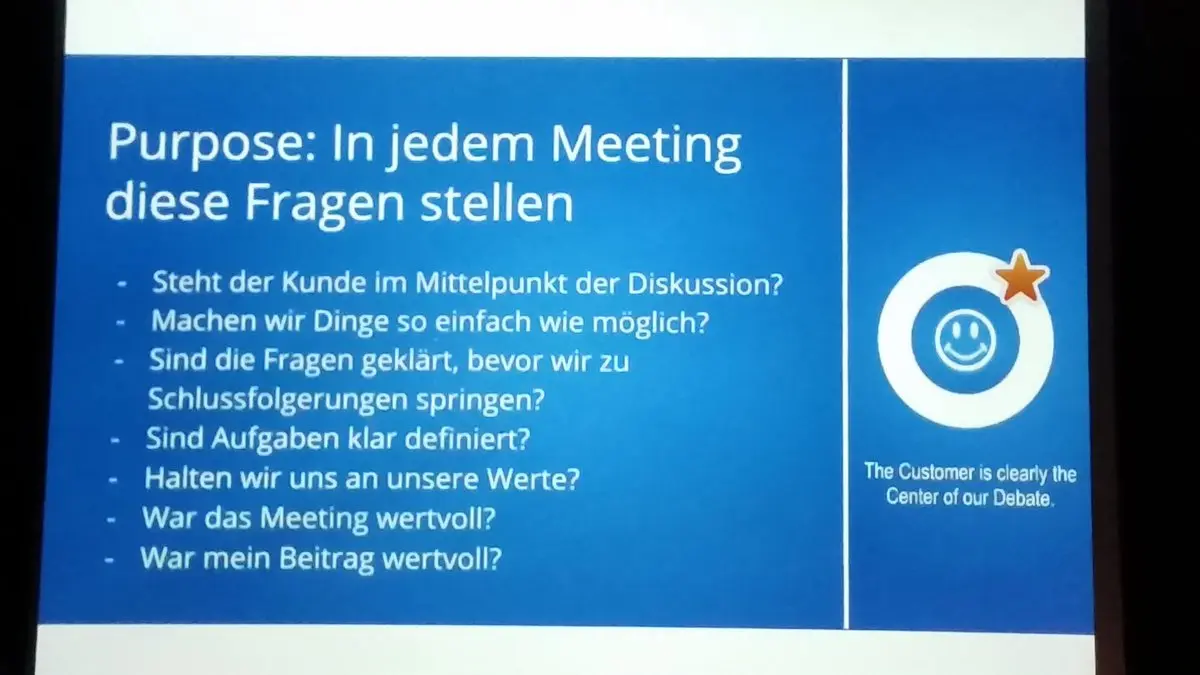 Purpose: In jedem Meeting
diese Fragen stellen
- Steht der Kunde im Mittelpunkt der Diskussion?
- Machen wir Dinge so einfach wie möglich?
- Sind die Fragen geklärt, bevor wir zu
Schlussfolgerungen springen?
- Sind Aufgaben klar definiert?
- Halten wir uns an unsere Werte?
- War das Meeting wertvoll?
- War mein Beitrag wertvoll?
The Customer is clearly the
Center of our Debate.